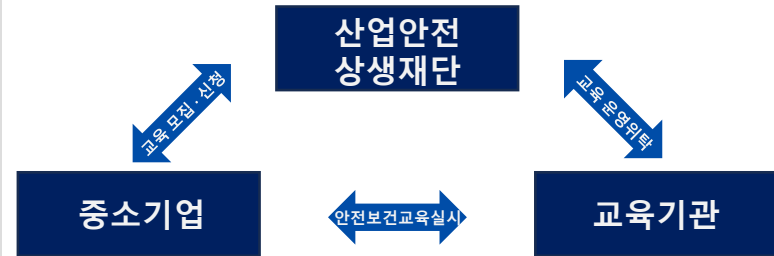 산업안전
상생재단
교육 모집 · 신청
교육 운영위탁
중소기업
안전보건교육실시
교육기관